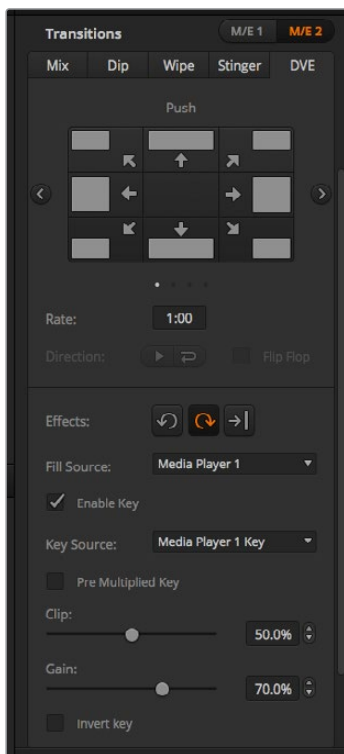 Transitions M/E 1 M/E 2
Mix Dip Wipe Stinger DVE
Push
Rate: 1:00
Direction: Flip Flop
Effects:
Fill Source: Media Player 1
Enable Key
Key Source: Media Player 1 Key
Pre Multiplied Key
Clip:
50.0%
Gain:
70.0%
Invert key